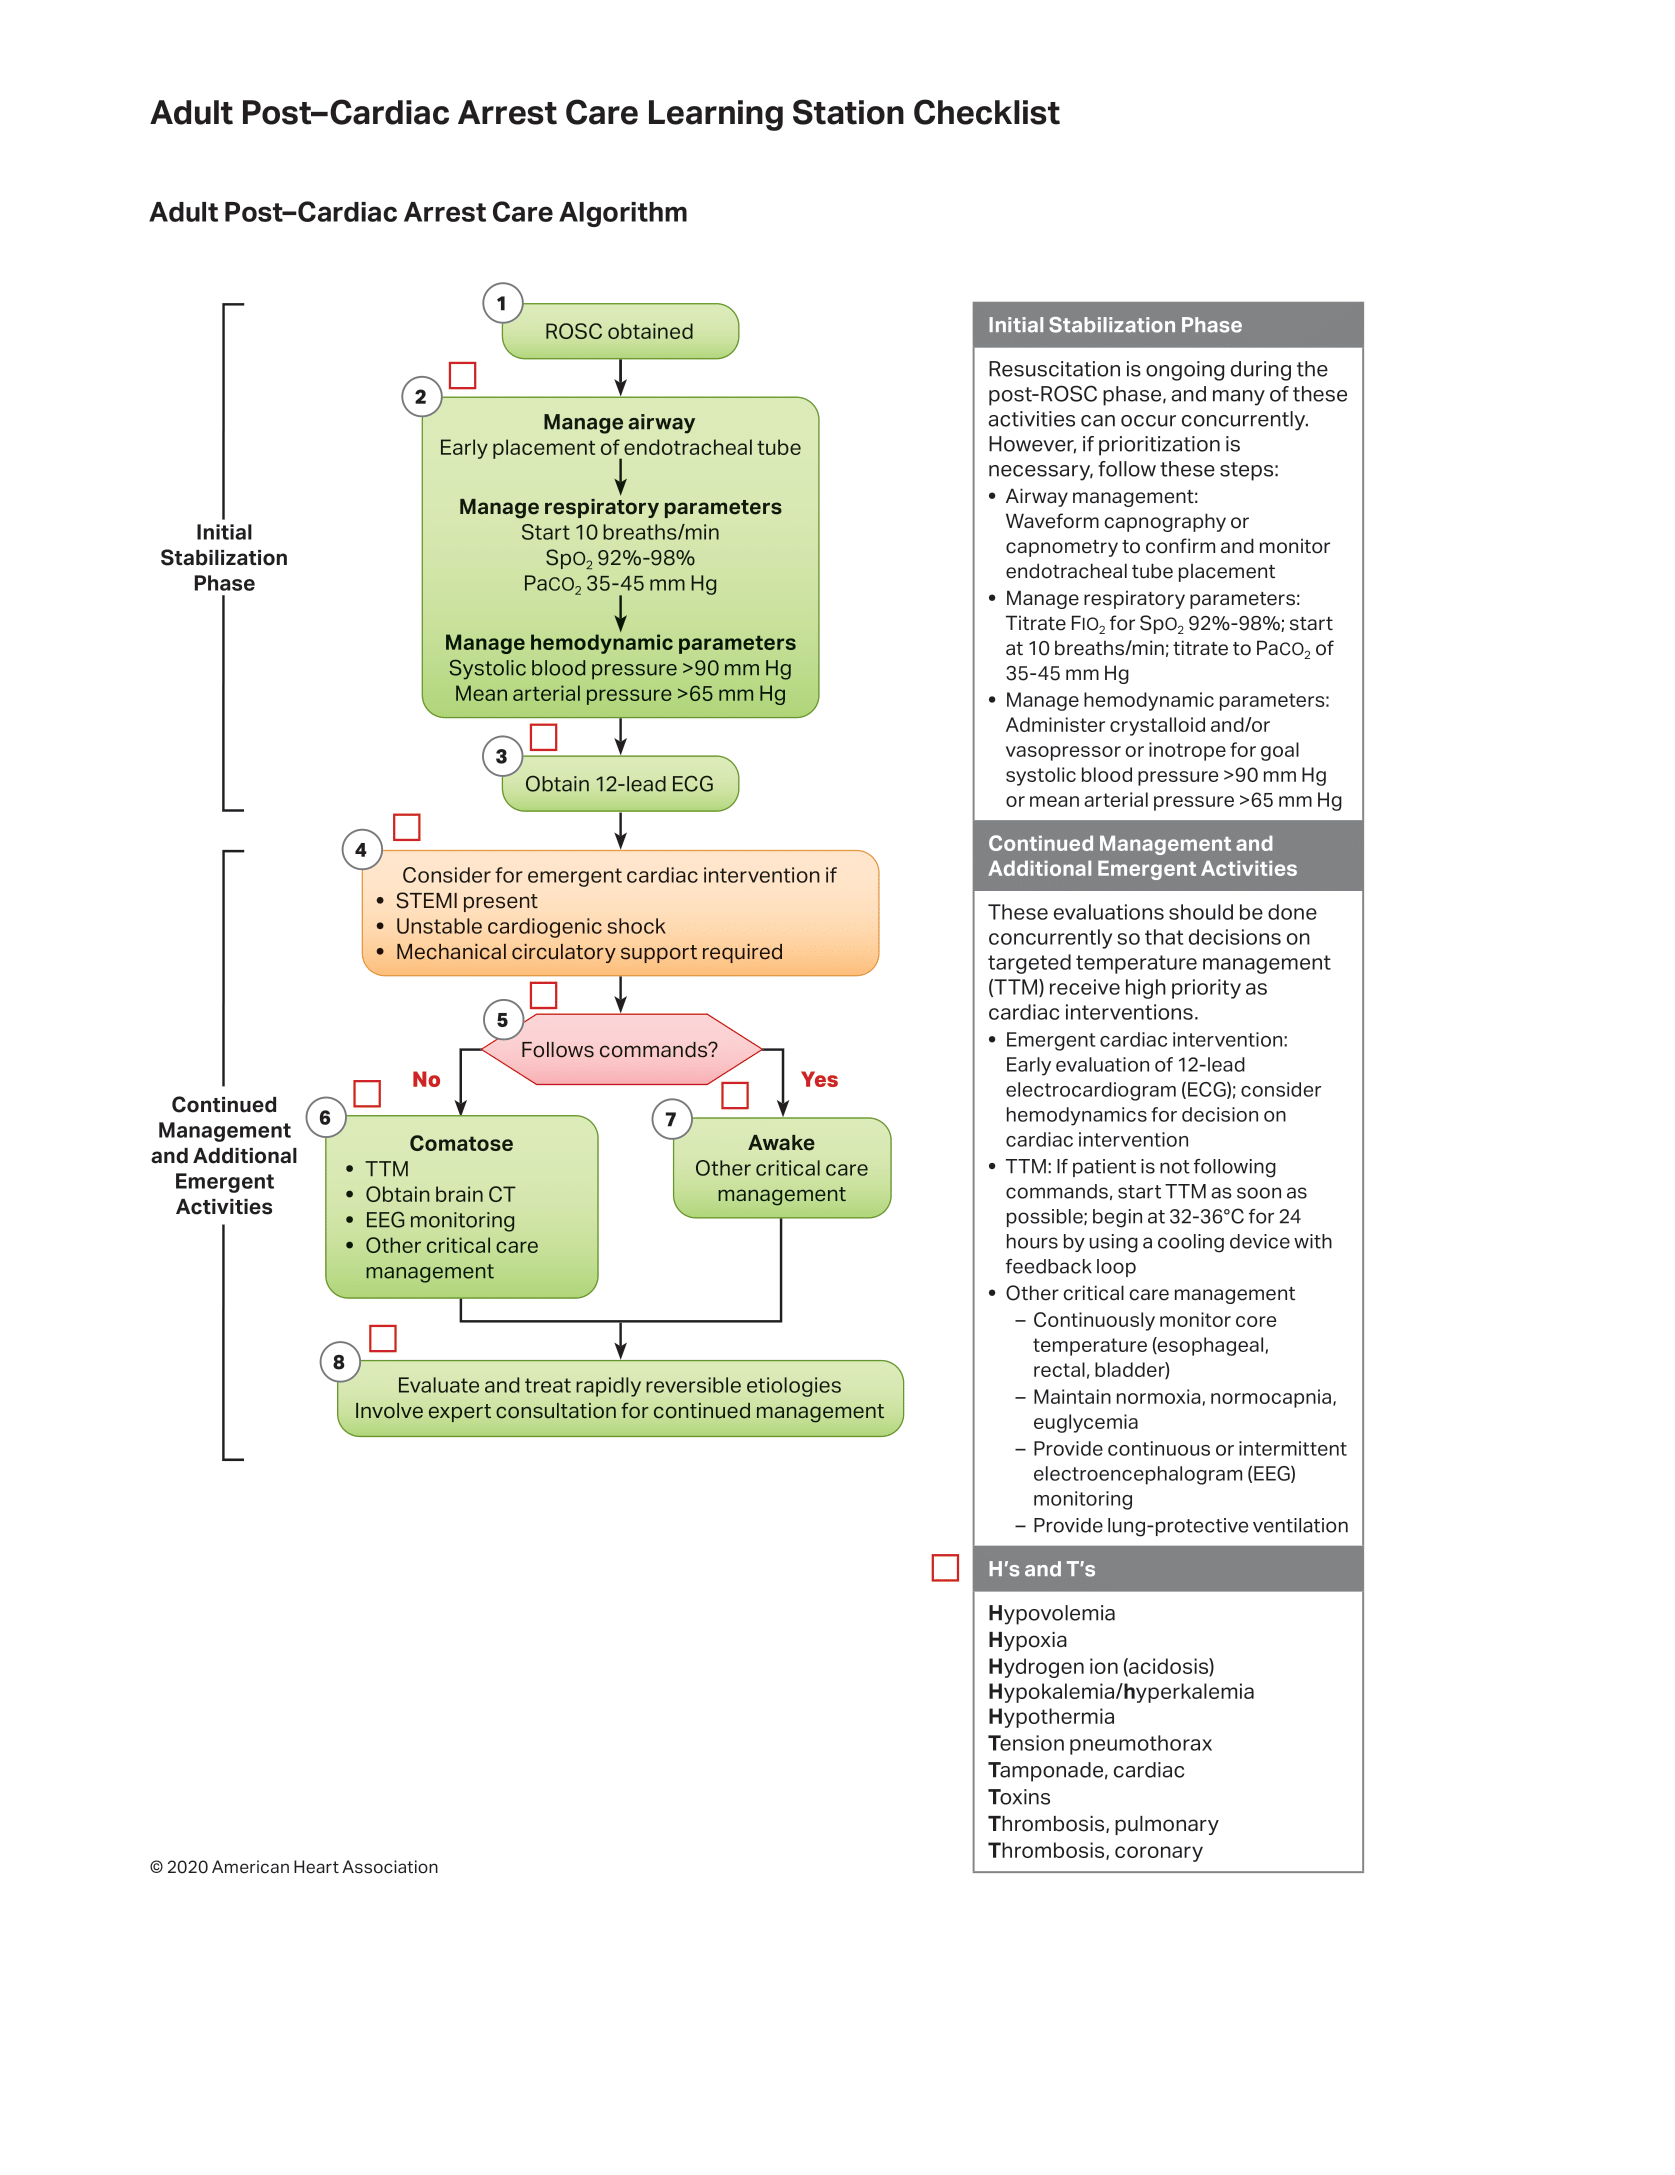 Adult Post–Cardiac Arrest Care Learning Station Checklist
Adult Post–Cardiac Arrest Care Algorithm
Initial
Stabilization
Phase
1
ROSC obtained
2
Manage airway
Early placement of endotracheal tube
Manage respiratory parameters
Start 10 breaths/min
SpO₂ 92%-98%
PaCO₂ 35-45 mm Hg
Manage hemodynamic parameters
Systolic blood pressure >90 mm Hg
Mean arterial pressure >65 mm Hg
3
Obtain 12-lead ECG
Continued
Management
and Additional
Emergent
Activities
4
Consider for emergent cardiac intervention if
• STEMI present
• Unstable cardiogenic shock
• Mechanical circulatory support required
5
Follows commands?
No
Yes
6
Comatose
• TTM
• Obtain brain CT
• EEG monitoring
• Other critical care
management
7
Awake
Other critical care
management
8
Evaluate and treat rapidly reversible etiologies
Involve expert consultation for continued management
Initial Stabilization Phase
Resuscitation is ongoing during the
post-ROSC phase, and many of these
activities can occur concurrently.
However, if prioritization is
necessary, follow these steps:
• Airway management:
Waveform capnography or
capnometry to confirm and monitor
endotracheal tube placement
• Manage respiratory parameters:
Titrate FIO₂ for SpO₂ 92%-98%; start
at 10 breaths/min; titrate to PaCO₂ of
35-45 mm Hg
• Manage hemodynamic parameters:
Administer crystalloid and/or
vasopressor or inotrope for goal
systolic blood pressure >90 mm Hg
or mean arterial pressure >65 mm Hg
Continued Management and
Additional Emergent Activities
These evaluations should be done
concurrently so that decisions on
targeted temperature management
(TTM) receive high priority as
cardiac interventions.
• Emergent cardiac intervention:
Early evaluation of 12-lead
electrocardiogram (ECG); consider
hemodynamics for decision on
cardiac intervention
• TTM: If patient is not following
commands, start TTM as soon as
possible; begin at 32-36°C for 24
hours by using a cooling device with
feedback loop
• Other critical care management
– Continuously monitor core
temperature (esophageal,
rectal, bladder)
– Maintain normoxia, normocapnia,
euglycemia
– Provide continuous or intermittent
electroencephalogram (EEG)
monitoring
– Provide lung-protective ventilation
H's and T's
Hypovolemia
Hypoxia
Hydrogen ion (acidosis)
Hypokalemia/hyperkalemia
Hypothermia
Tension pneumothorax
Tamponade, cardiac
Toxins
Thrombosis, pulmonary
Thrombosis, coronary
© 2020 American Heart Association